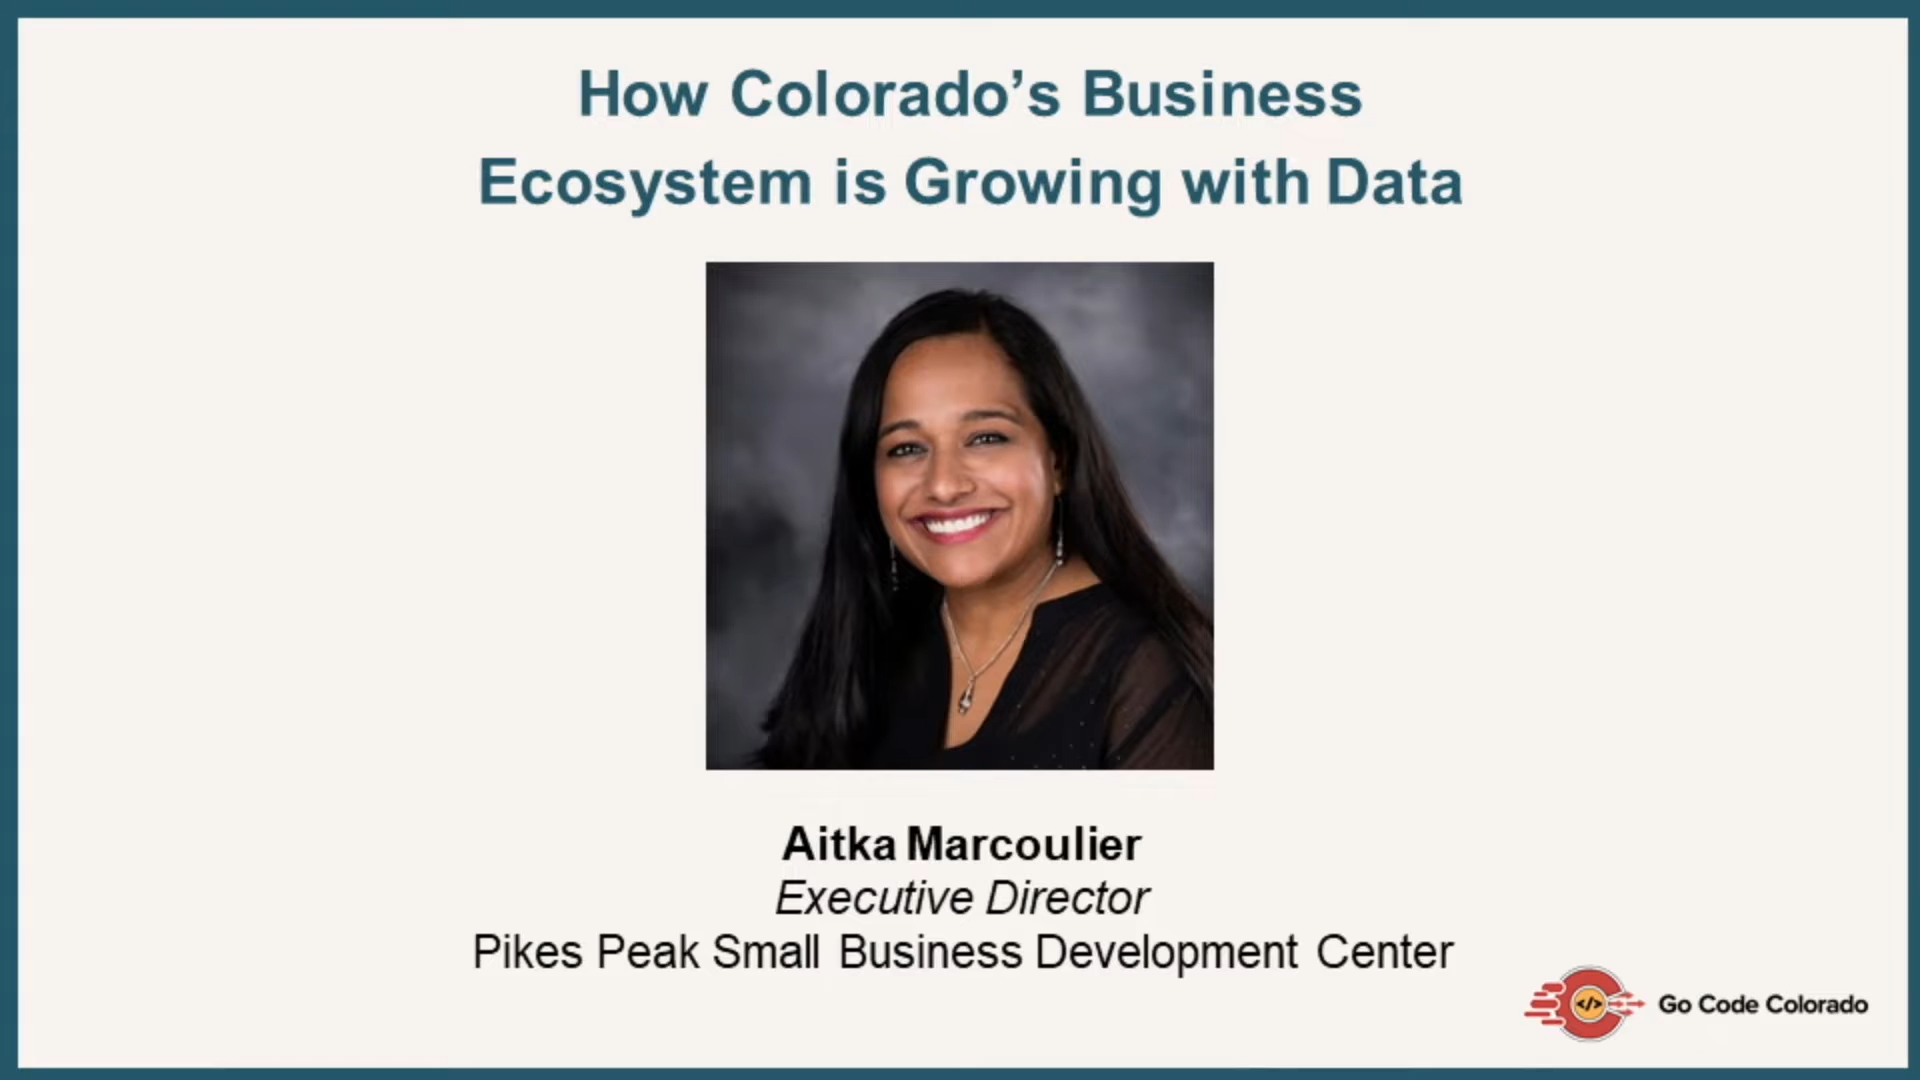 How Colorado’s Business
Ecosystem is Growing with Data
Aitka Marcoulier
Executive Director
Pikes Peak Small Business Development Center
</>
Go Code Colorado